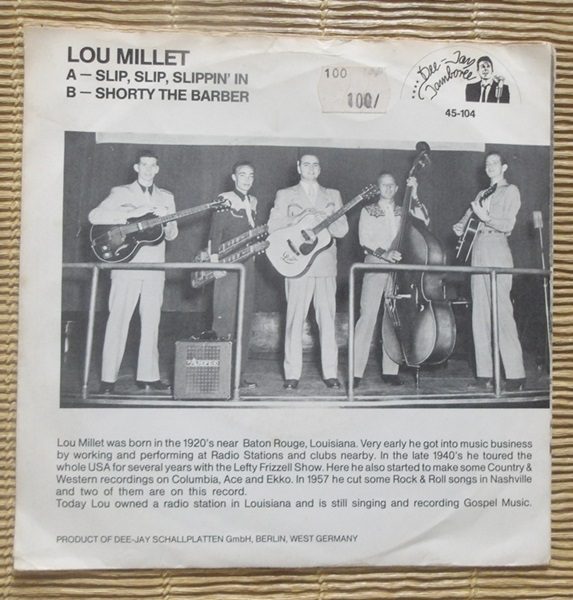 LOU MILLET
A – SLIP, SLIP, SLIPPIN' IN
B – SHORTY THE BARBER
100
100/
....Dee-Jay
Jamboree
45-104
Lou Millet was born in the 1920's near Baton Rouge, Louisiana. Very early he got into music business
by working and performing at Radio Stations and clubs nearby. In the late 1940's he toured the
whole USA for several years with the Lefty Frizzell Show. Here he also started to make some Country &
Western recordings on Columbia, Ace and Ekko. In 1957 he cut some Rock & Roll songs in Nashville
and two of them are on this record.
Today Lou owned a radio station in Louisiana and is still singing and recording Gospel Music.
PRODUCT OF DEE-JAY SCHALLPLATTEN GmbH, BERLIN, WEST GERMANY